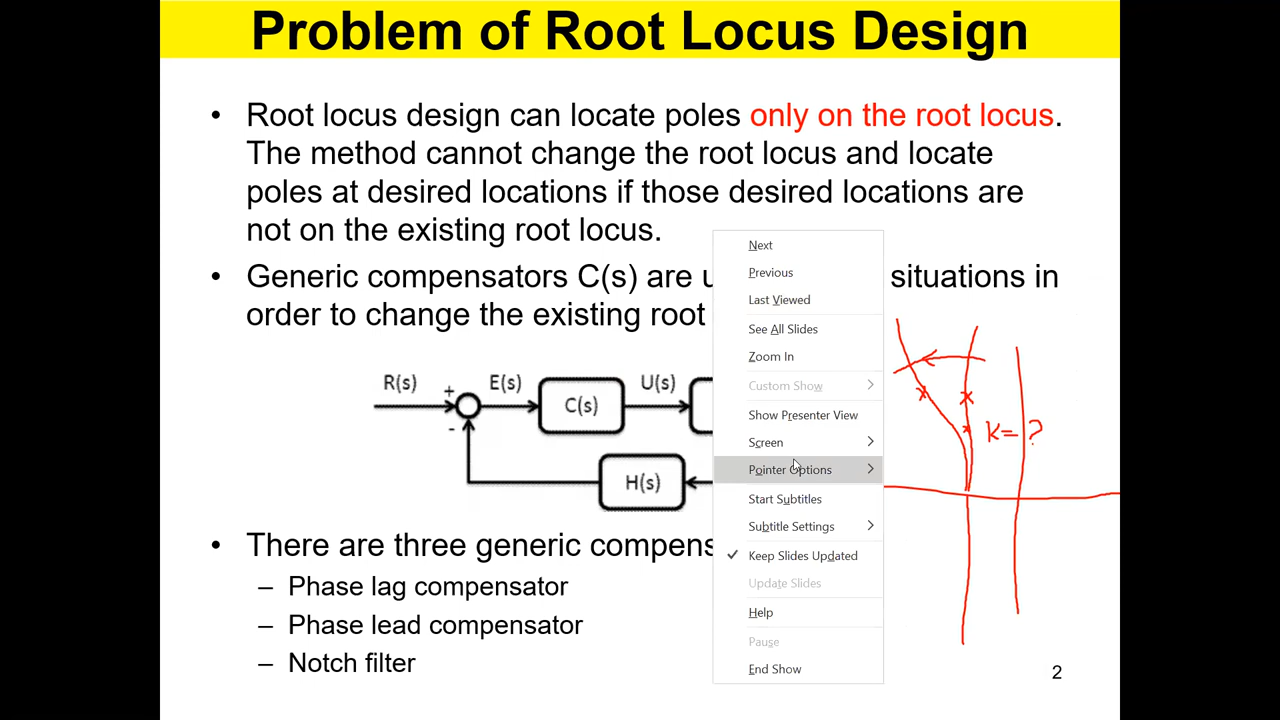 Problem of Root Locus Design
• Root locus design can locate poles only on the root locus.
The method cannot change the root locus and locate
poles at desired locations if those desired locations are
not on the existing root locus.
• Generic compensators C(s) are u situations in
order to change the existing root
R(s) + - E(s) C(s) U(s)
H(s)
K= ?
• There are three generic compens
– Phase lag compensator
– Phase lead compensator
– Notch filter
2
Next
Previous
Last Viewed
See All Slides
Zoom In
Custom Show
Show Presenter View
Screen
Pointer Options
Start Subtitles
Subtitle Settings
Keep Slides Updated
Update Slides
Help
Pause
End Show